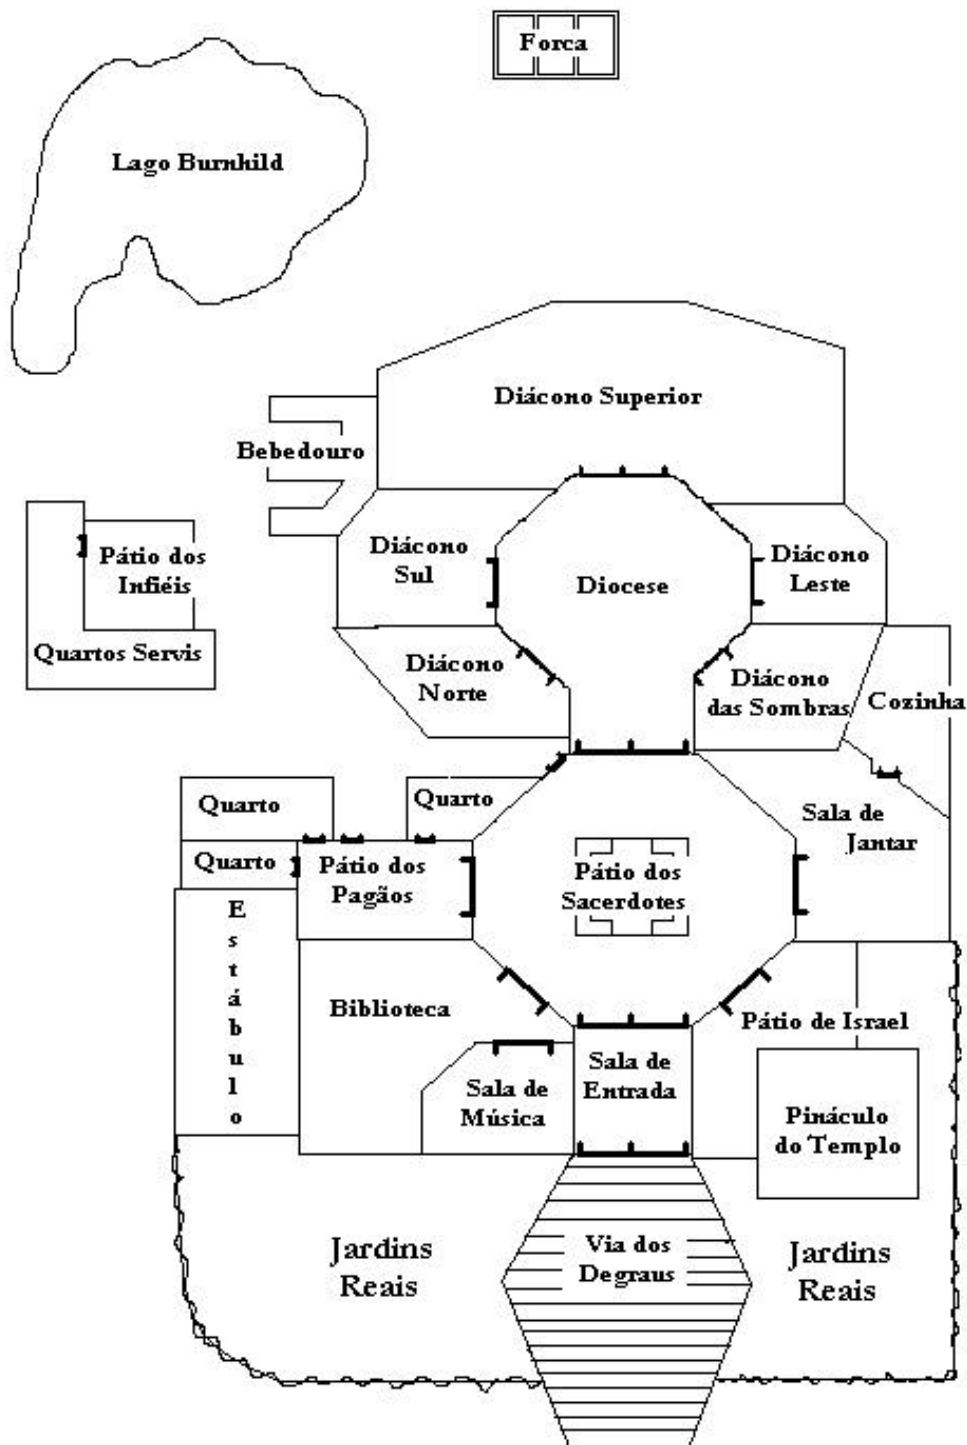 Forca
Lago Burnhild
Diácono Superior
Bebedouro
Diácono
Sul
Diocese
Diácono
Leste
Pátio dos
Infiéis
Quartos Servis
Diácono
Norte
Diácono
das Sombras
Cozinha
Quarto
Quarto
Sala de
Jantar
Quarto
Pátio dos
Pagãos
Pátio dos
Sacerdotes
E
s
t
á
b
u
l
o
Biblioteca
Pátio de Israel
Sala de
Música
Sala de
Entrada
Pináculo
do Templo
Jardins
Reais
Via dos
Degraus
Jardins
Reais